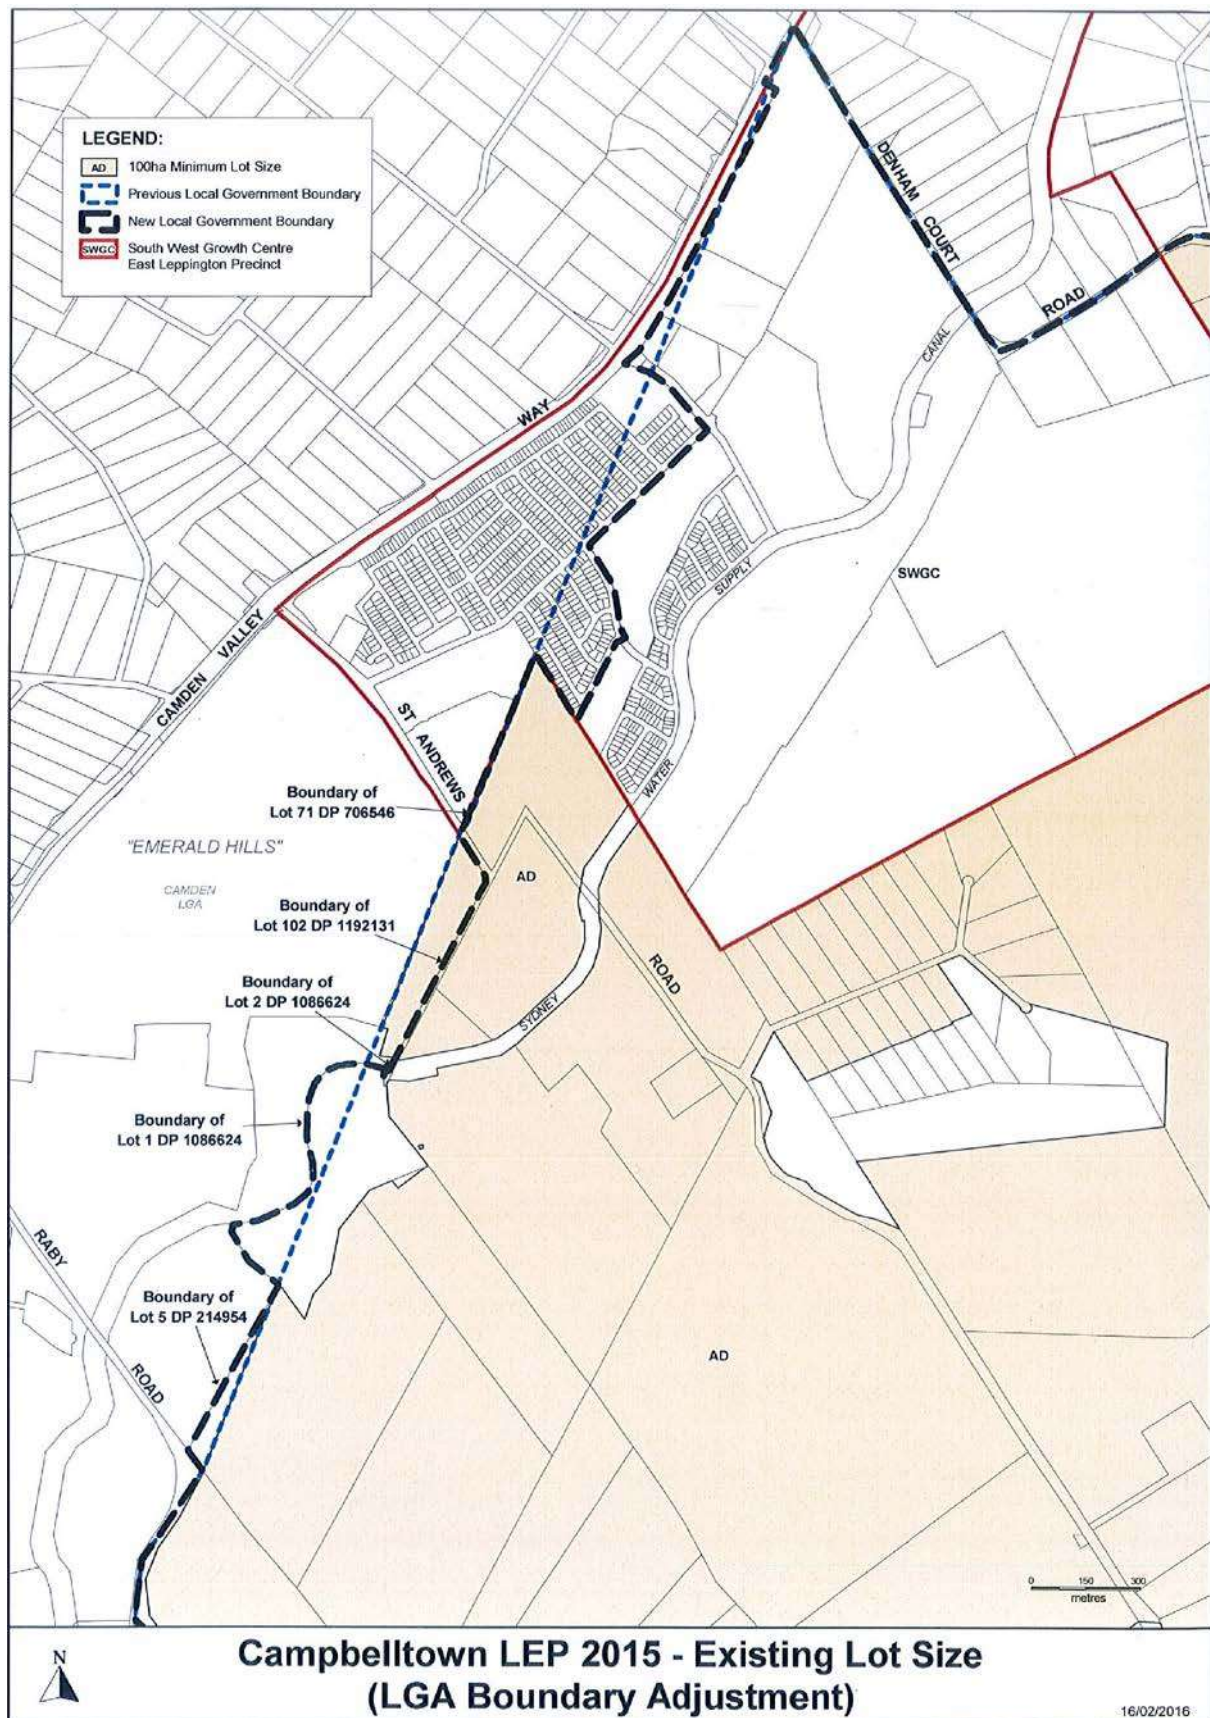 LEGEND:
AD 100ha Minimum Lot Size
Previous Local Government Boundary
New Local Government Boundary
SWGC South West Growth Centre
East Leppington Precinct
DENHAM COURT
ROAD
CANAL
WAY
SUPPLY
SWGC
VALLEY
CAMDEN
ST ANDREWS
WATER
Boundary of
Lot 71 DP 706546
"EMERALD HILLS"
CAMDEN
LGA
AD
Boundary of
Lot 102 DP 1192131
ROAD
Boundary of
Lot 2 DP 1086624
SYDNEY
Boundary of
Lot 1 DP 1086624
RABY
Boundary of
Lot 5 DP 214954
ROAD
AD
0 150 300
metres
N
Campbelltown LEP 2015 - Existing Lot Size
(LGA Boundary Adjustment)
16/02/2016